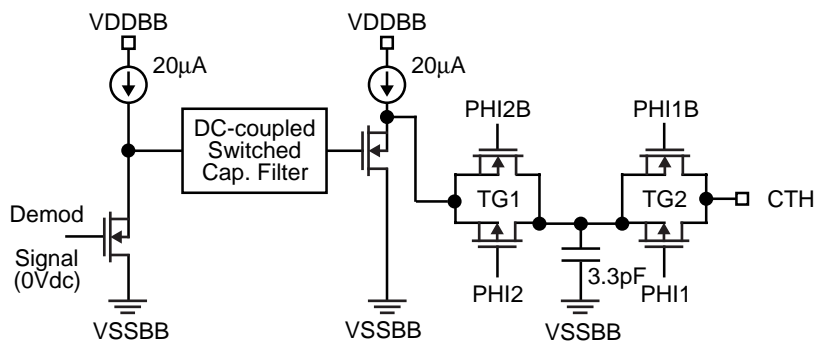 VDDBB
VDDBB
20µA
20µA
PHI2B
PHI1B
DC-coupled
Switched
Cap. Filter
TG1
TG2
CTH
Demod
Signal
(0Vdc)
3.3pF
PHI2
PHI1
VSSBB
VSSBB
VSSBB